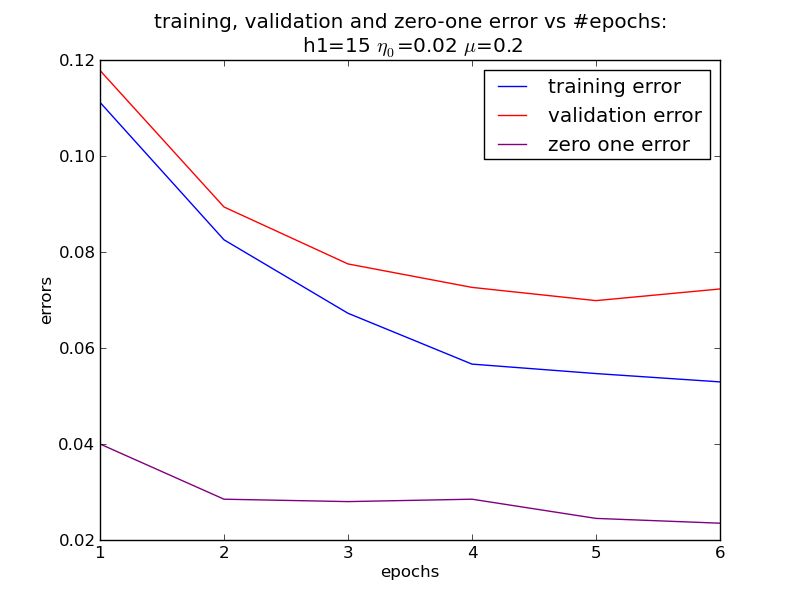 training, validation and zero-one error vs #epochs:
h1=15 η₀=0.02 μ=0.2
training error
validation error
zero one error
0.12
0.10
0.08
0.06
0.04
0.02
errors
1 2 3 4 5 6
epochs